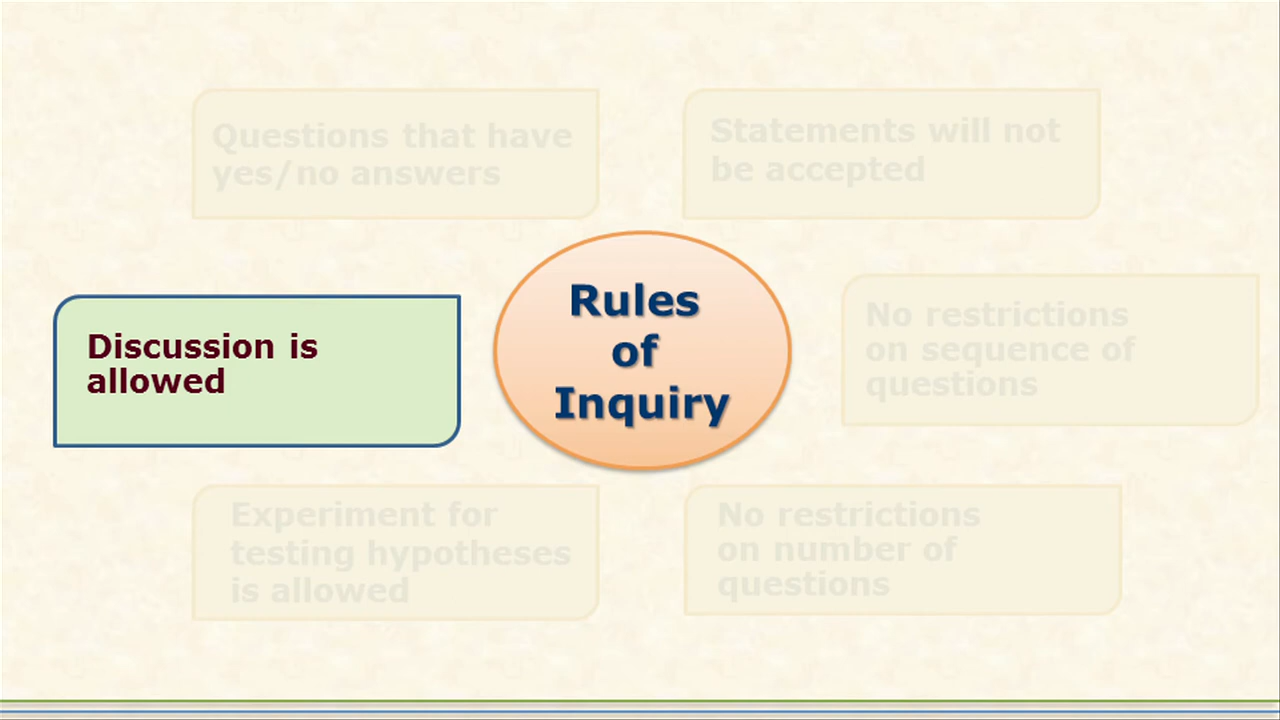 Questions that have
yes/no answers
Statements will not
be accepted
Discussion is
allowed
Rules
of
Inquiry
No restrictions
on sequence of
questions
Experiment for
testing hypotheses
is allowed
No restrictions
on number of
questions